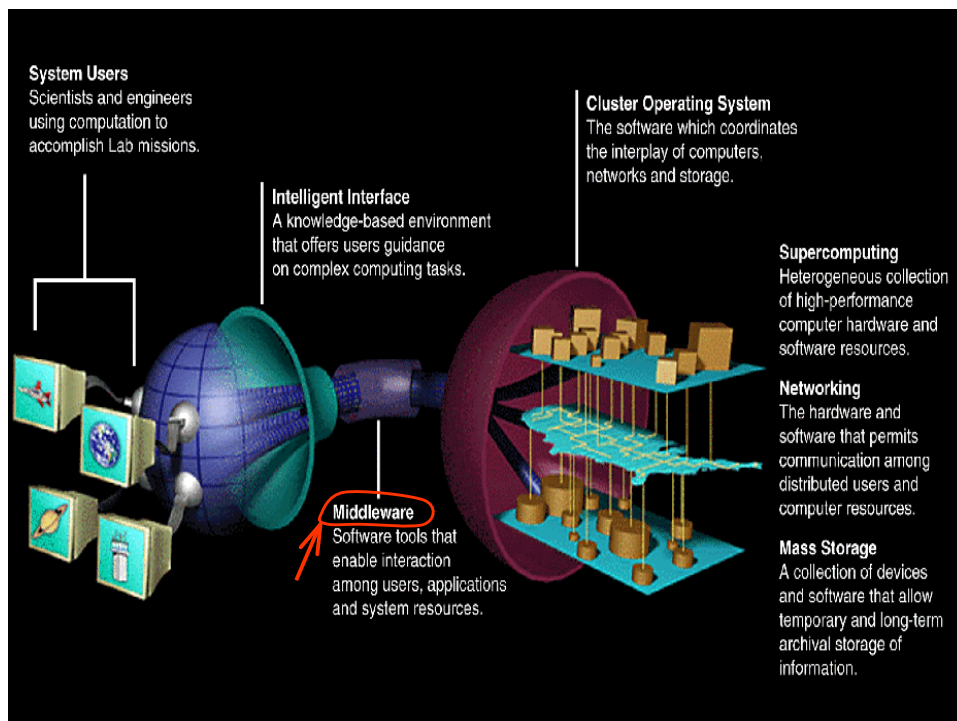 System Users
Scientists and engineers
using computation to
accomplish Lab missions.
Intelligent Interface
A knowledge-based environment
that offers users guidance
on complex computing tasks.
Cluster Operating System
The software which coordinates
the interplay of computers,
networks and storage.
Middleware
Software tools that
enable interaction
among users, applications
and system resources.
Supercomputing
Heterogeneous collection
of high-performance
computer hardware and
software resources.
Networking
The hardware and
software that permits
communication among
distributed users and
computer resources.
Mass Storage
A collection of devices
and software that allow
temporary and long-term
archival storage of
information.